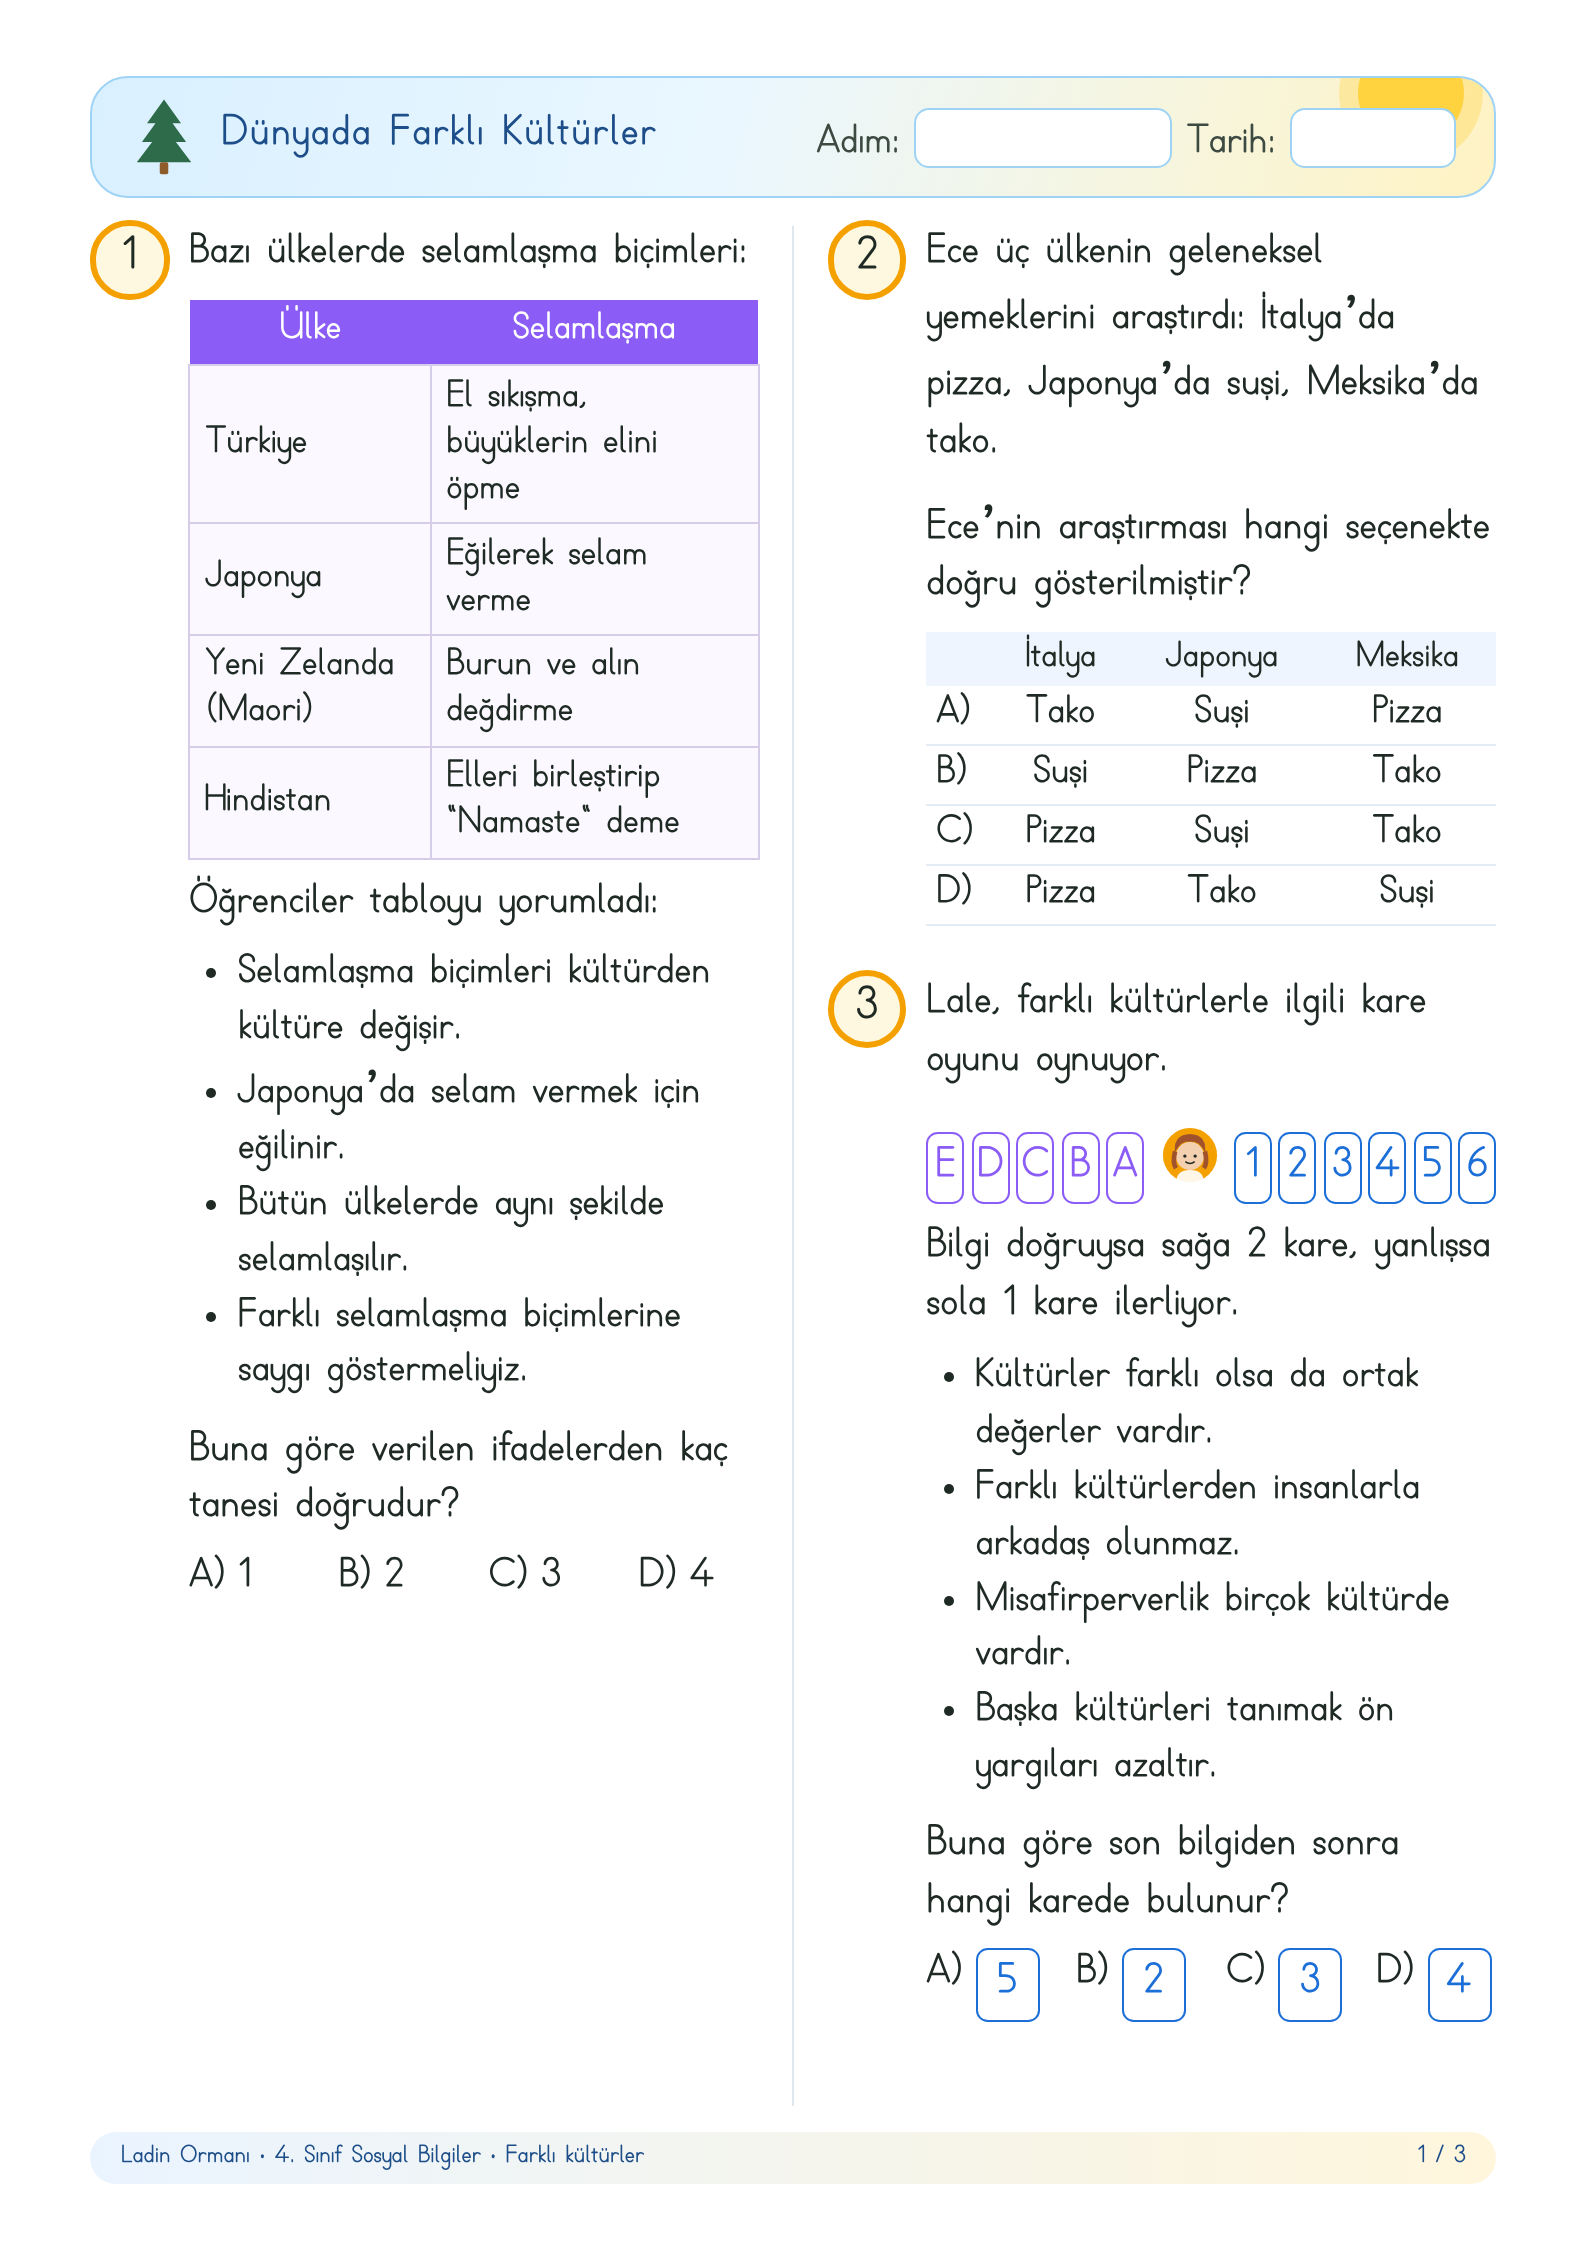 Dünyada Farklı Kültürler
Adım:
Tarih:
1
Bazı ülkelerde selamlaşma biçimleri:
Ülke Selamlaşma
Türkiye
El sıkışma,
büyüklerin elini
öpme
Japonya
Eğilerek selam
verme
Yeni Zelanda
(Maori)
Burun ve alın
değdirme
Hindistan
Elleri birleştirip
“Namaste“ deme
Öğrenciler tabloyu yorumladı:
• Selamlaşma biçimleri kültürden
kültüre değişir.
• Japonya’da selam vermek için
eğilinir.
• Bütün ülkelerde aynı şekilde
selamlaşılır.
• Farklı selamlaşma biçimlerine
saygı göstermeliyiz.
Buna göre verilen ifadelerden kaç
tanesi doğrudur?
A) 1 B) 2 C) 3 D) 4
2
Ece üç ülkenin geleneksel
yemeklerini araştırdı: İtalya’da
pizza, Japonya’da suşi, Meksika’da
tako.
Ece’nin araştırması hangi seçenekte
doğru gösterilmiştir?
İtalya Japonya Meksika
A) Tako Suşi Pizza
B) Suşi Pizza Tako
C) Pizza Suşi Tako
D) Pizza Tako Suşi
3
Lale, farklı kültürlerle ilgili kare
oyunu oynuyor.
E D C B A 1 2 3 4 5 6
Bilgi doğruysa sağa 2 kare, yanlışsa
sola 1 kare ilerliyor.
• Kültürler farklı olsa da ortak
değerler vardır.
• Farklı kültürlerden insanlarla
arkadaş olunmaz.
• Misafirperverlik birçok kültürde
vardır.
• Başka kültürleri tanımak ön
yargıları azaltır.
Buna göre son bilgiden sonra
hangi karede bulunur?
A) 5 B) 2 C) 3 D) 4
Ladin Ormanı • 4. Sınıf Sosyal Bilgiler • Farklı kültürler
1 / 3